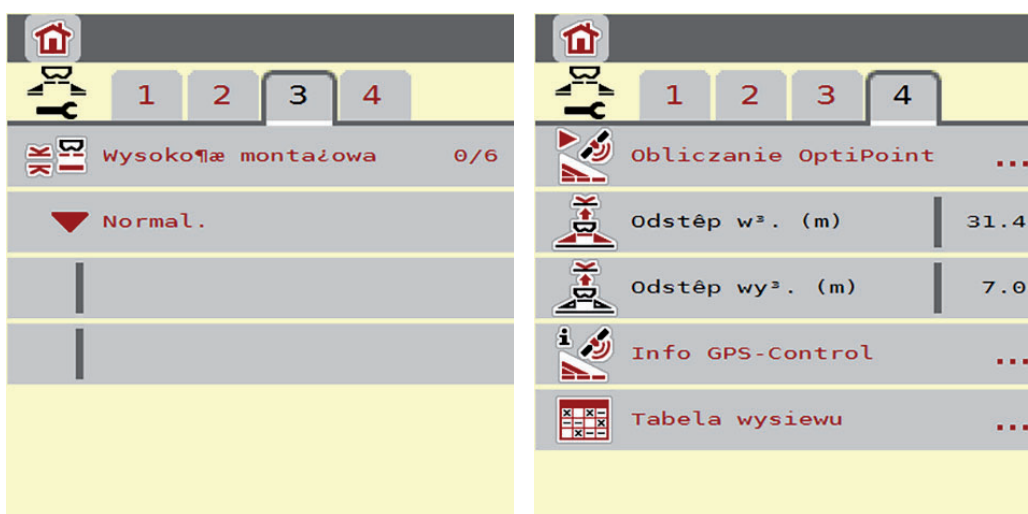 1 2 3 4
Wysoko¶æ monta¿owa 0/6
Normal.
1 2 3 4
Obliczanie OptiPoint ...
Odstêp w³. (m) 31.4
Odstêp wy³. (m) 7.0
Info GPS-Control ...
Tabela wysiewu ...